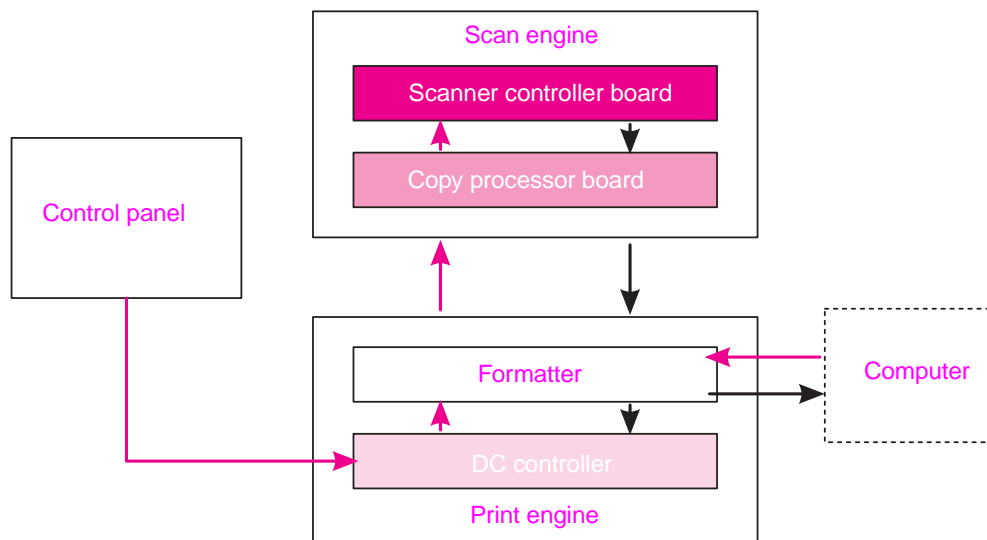 Scan engine
Scanner controller board
Copy processor board
Control panel
Formatter
Computer
DC controller
Print engine